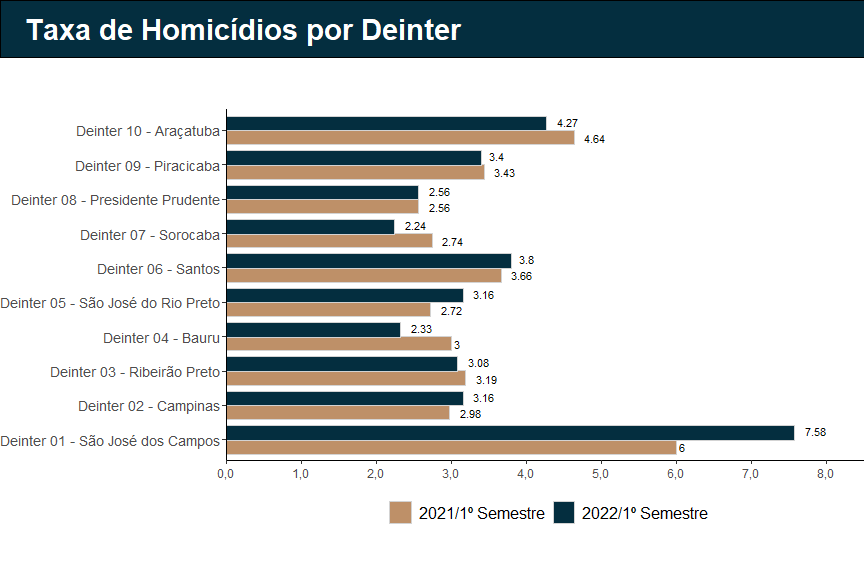 Taxa de Homicídios por Deinter
Deinter 10 - Araçatuba
4.27
4.64
Deinter 09 - Piracicaba
3.4
3.43
Deinter 08 - Presidente Prudente
2.56
2.56
Deinter 07 - Sorocaba
2.24
2.74
Deinter 06 - Santos
3.8
3.66
Deinter 05 - São José do Rio Preto
3.16
2.72
Deinter 04 - Bauru
2.33
3
Deinter 03 - Ribeirão Preto
3.08
3.19
Deinter 02 - Campinas
3.16
2.98
Deinter 01 - São José dos Campos
7.58
6
0,0 1,0 2,0 3,0 4,0 5,0 6,0 7,0 8,0
2021/1º Semestre 2022/1º Semestre